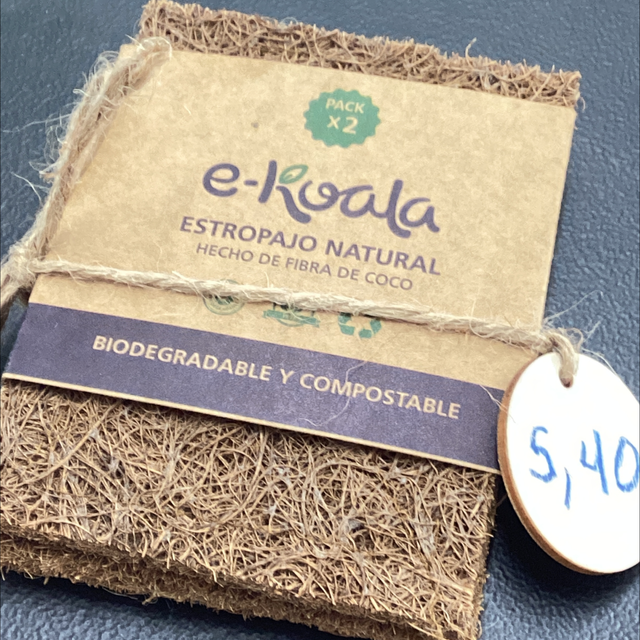 PACK
x2
e-koala
ESTROPAJO NATURAL
HECHO DE FIBRA DE COCO
BIODEGRADABLE Y COMPOSTABLE
5,40